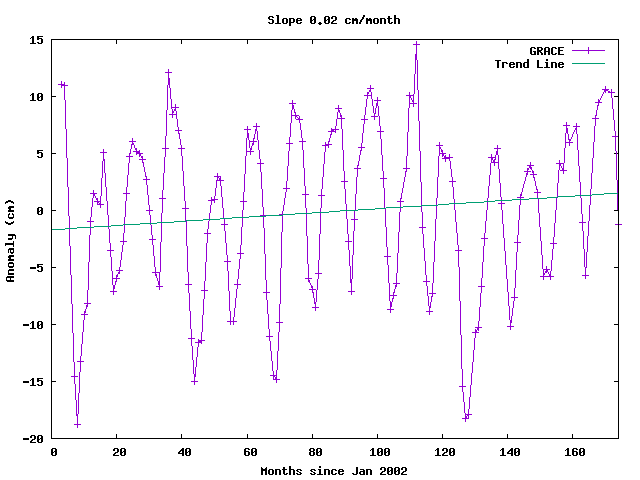 Slope 0.02 cm/month
GRACE
Trend Line
15
10
5
0
-5
-10
-15
-20
Anomaly (cm)
0 20 40 60 80 100 120 140 160
Months since Jan 2002